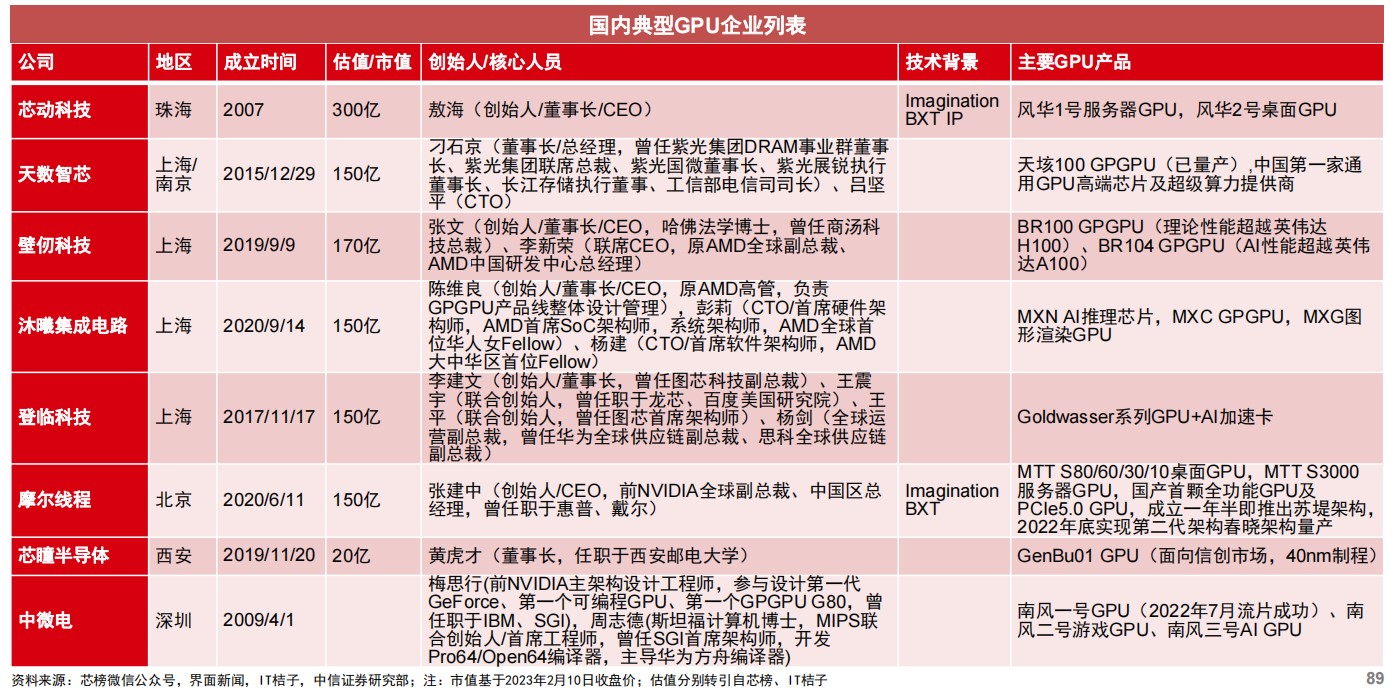 国内典型GPU企业列表
公司 地区 成立时间 估值/市值 创始人/核心人员 技术背景 主要GPU产品
芯动科技 珠海 2007 300亿 敖海（创始人/董事长/CEO）
Imagination
BXT IP
风华1号服务器GPU，风华2号桌面GPU
天数智芯
上海/
南京
2015/12/29 150亿
刁石京（董事长/总经理，曾任紫光集团DRAM事业群董事
长、紫光集团联席总裁、紫光国微董事长、紫光展锐执行
董事长、长江存储执行董事、工信部电信司司长）、吕坚
平（CTO）
天垓100 GPGPU（已量产）,中国第一家通
用GPU高端芯片及超级算力提供商
壁仞科技 上海 2019/9/9 170亿
张文（创始人/董事长/CEO，哈佛法学博士，曾任商汤科
技总裁）、李新荣（联席CEO，原AMD全球副总裁、
AMD中国研发中心总经理）
BR100 GPGPU（理论性能超越英伟达
H100）、BR104 GPGPU（AI性能超越英伟
达A100）
沐曦集成电路 上海 2020/9/14 150亿
陈维良（创始人/董事长/CEO，原AMD高管，负责
GPGPU产品线整体设计管理），彭莉（CTO/首席硬件架
构师，AMD首席SoC架构师，系统架构师，AMD全球首
位华人女Fellow）、杨建（CTO/首席软件架构师，AMD
大中华区首位Fellow）
MXN AI推理芯片，MXC GPGPU，MXG图
形渲染GPU
登临科技 上海 2017/11/17 150亿
李建文（创始人/董事长，曾任图芯科技副总裁）、王震
宇（联合创始人，曾任职于龙芯、百度美国研究院）、王
平（联合创始人，曾任图芯首席架构师）、杨剑（全球运
营副总裁，曾任华为全球供应链副总裁、思科全球供应链
副总裁）
Goldwasser系列GPU+AI加速卡
摩尔线程 北京 2020/6/11 150亿
张建中（创始人/CEO，前NVIDIA全球副总裁、中国区总
经理，曾任职于惠普、戴尔）
Imagination
BXT
MTT S80/60/30/10桌面GPU，MTT S3000
服务器GPU，国产首颗全功能GPU及
PCIe5.0 GPU，成立一年半即推出苏堤架构，
2022年底实现第二代架构春晓架构量产
芯瞳半导体 西安 2019/11/20 20亿 黄虎才（董事长，任职于西安邮电大学） GenBu01 GPU（面向信创市场，40nm制程）
中微电 深圳 2009/4/1
梅思行(前NVIDIA主架构设计工程师，参与设计第一代
GeForce、第一个可编程GPU、第一个GPGPU G80，曾
任职于IBM、SGI)，周志德(斯坦福计算机博士，MIPS联
合创始人/首席工程师，曾任SGI首席架构师，开发
Pro64/Open64编译器，主导华为方舟编译器)
南风一号GPU（2022年7月流片成功）、南
风二号游戏GPU、南风三号AI GPU
资料来源：芯榜微信公众号，界面新闻，IT桔子，中信证券研究部；注：市值基于2023年2月10日收盘价；估值分别转引自芯榜、IT桔子
89